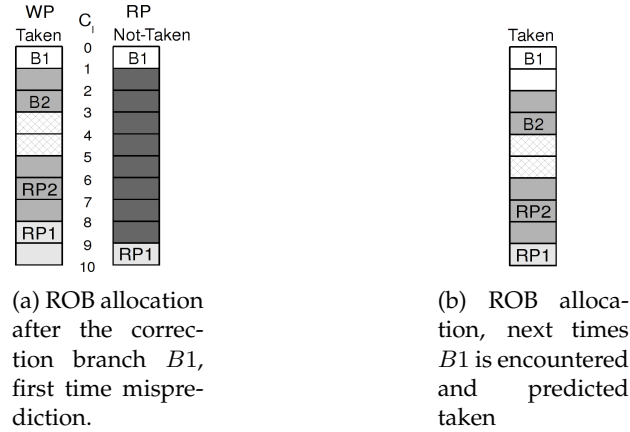 WP C_I RP
Taken Not-Taken
0
B1 B1
1
2
B2
3
4
5
6
RP2
7
8
RP1
9
RP1
10
Taken
B1
B2
RP2
RP1
(a) ROB allocation
after the correc-
tion branch B1,
first time mispre-
diction.
(b) ROB alloca-
tion, next times
B1 is encountered
and predicted
taken